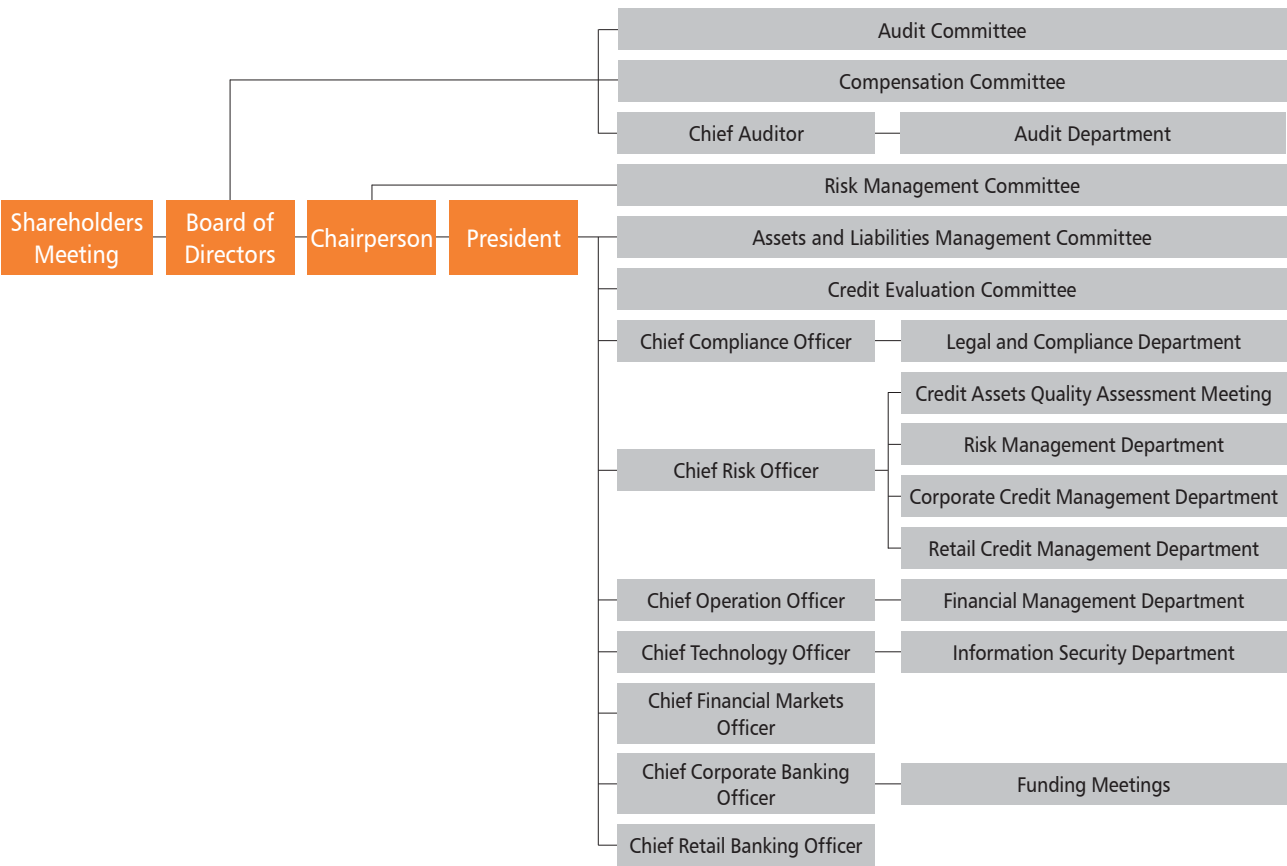 Audit Committee
Compensation Committee
Chief Auditor
Audit Department
Risk Management Committee
Shareholders
Meeting
Board of
Directors
Chairperson
President
Assets and Liabilities Management Committee
Credit Evaluation Committee
Chief Compliance Officer
Legal and Compliance Department
Credit Assets Quality Assessment Meeting
Risk Management Department
Chief Risk Officer
Corporate Credit Management Department
Retail Credit Management Department
Chief Operation Officer
Financial Management Department
Chief Technology Officer
Information Security Department
Chief Financial Markets
Officer
Chief Corporate Banking
Officer
Funding Meetings
Chief Retail Banking Officer